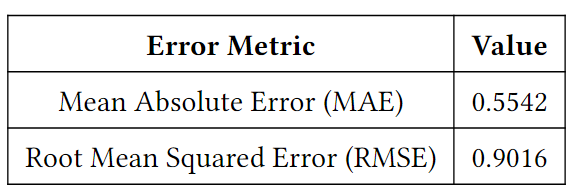 Error Metric Value
Mean Absolute Error (MAE) 0.5542
Root Mean Squared Error (RMSE) 0.9016